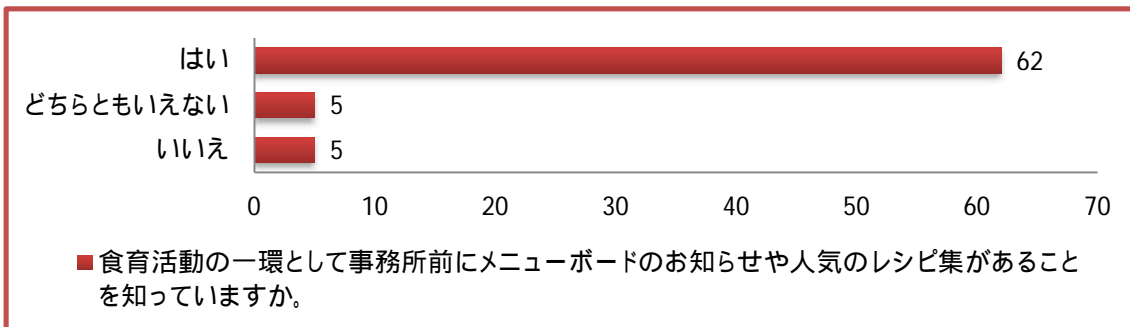 はい 62
どちらともいえない 5
いいえ 5
0 10 20 30 40 50 60 70
食育活動の一環として事務所前にメニューボードのお知らせや人気のレシピ集があること
を知っていますか。